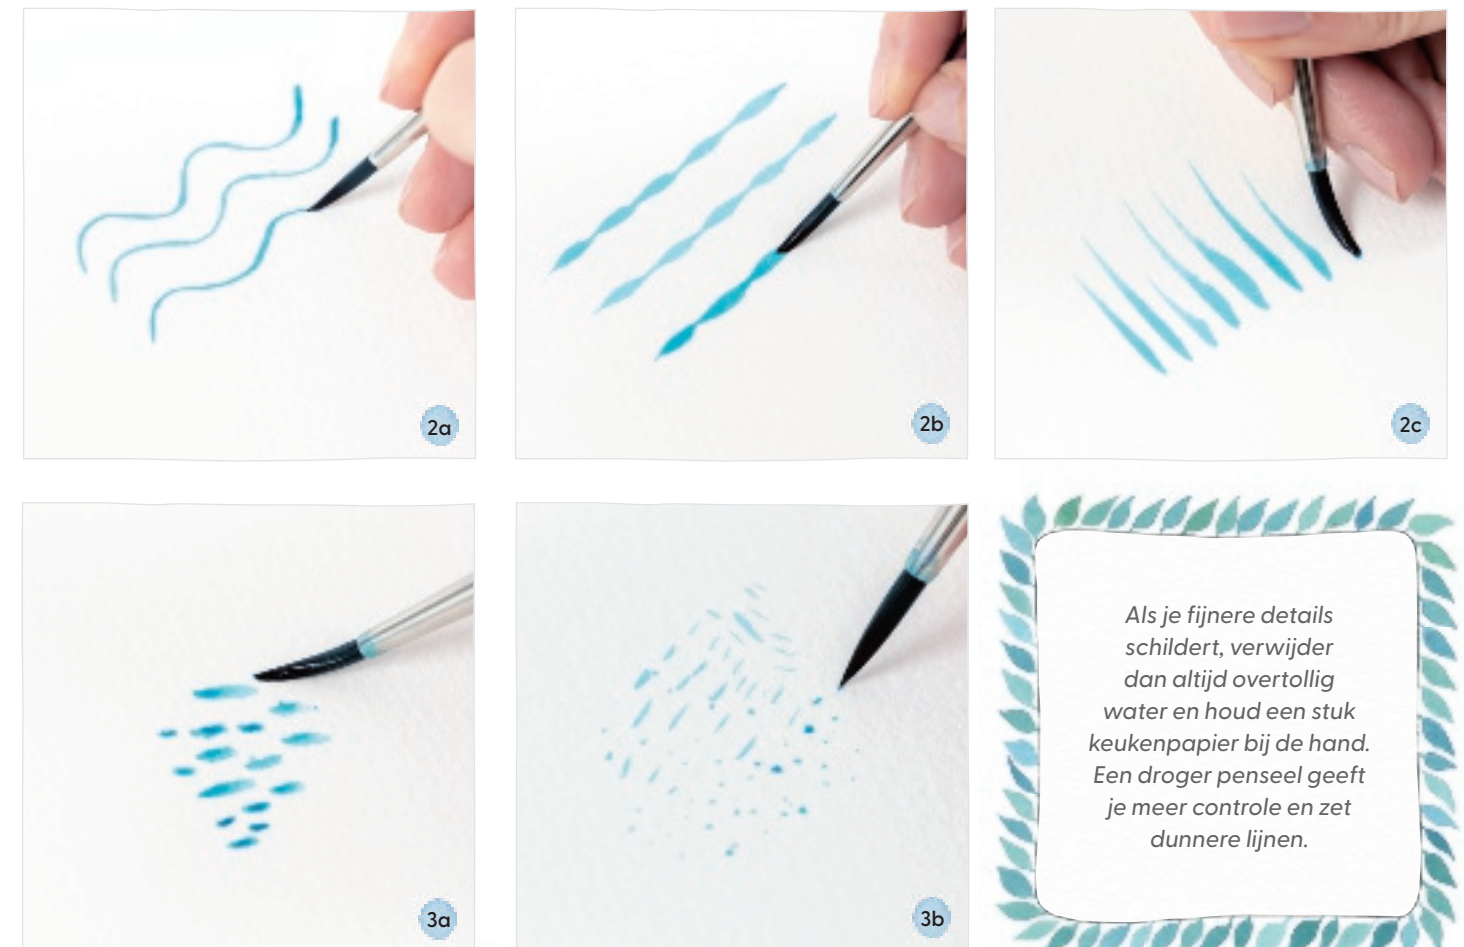 2a
2b
2c
3a
3b
Als je fijnere details
schildert, verwijder
dan altijd overtollig
water en houd een stuk
keukenpapier bij de hand.
Een droger penseel geeft
je meer controle en zet
dunnere lijnen.